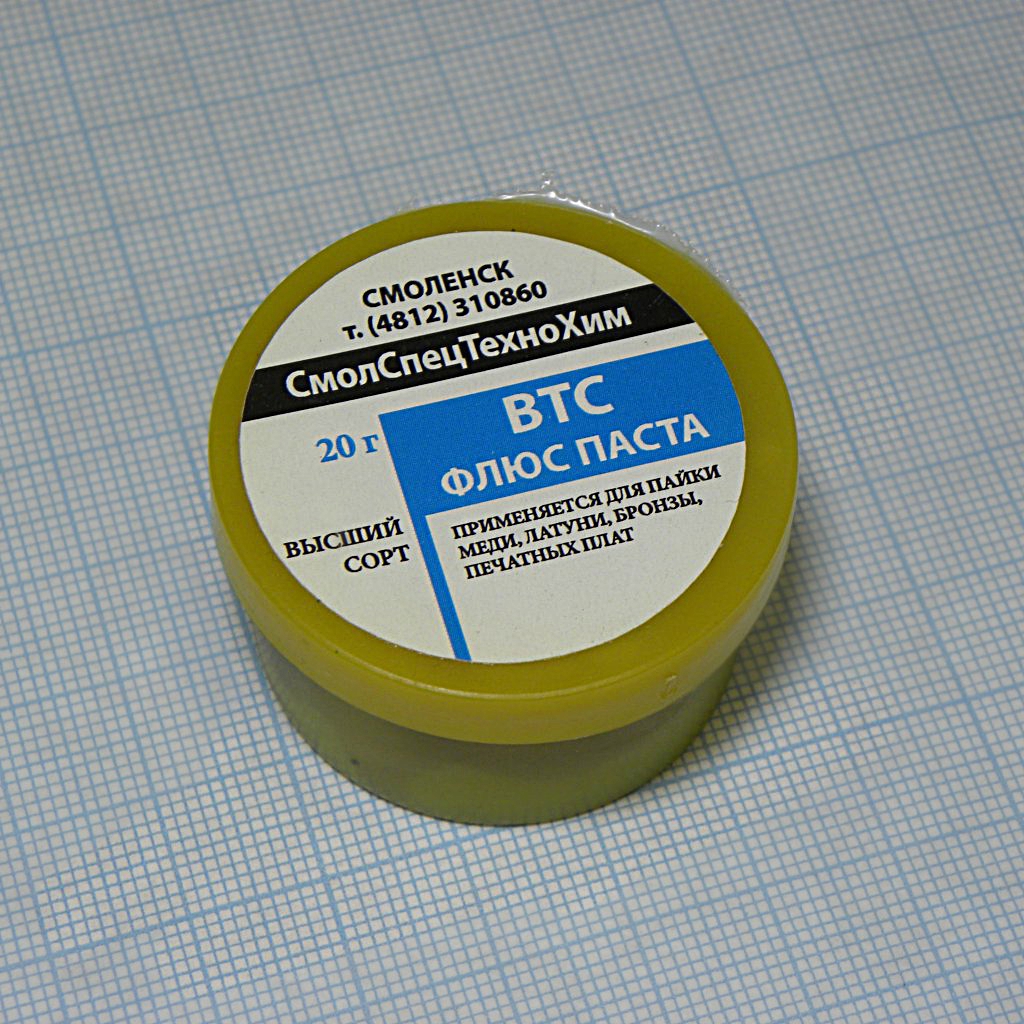 СМОЛЕНСК
т. (4812) 310860
СмолСпецТехноХим
20 г
ВТС
ФЛЮС ПАСТА
ВЫСШИЙ
СОРТ
ПРИМЕНЯЕТСЯ ДЛЯ ПАЙКИ
МЕДИ, ЛАТУНИ, БРОНЗЫ,
ПЕЧАТНЫХ ПЛАТ